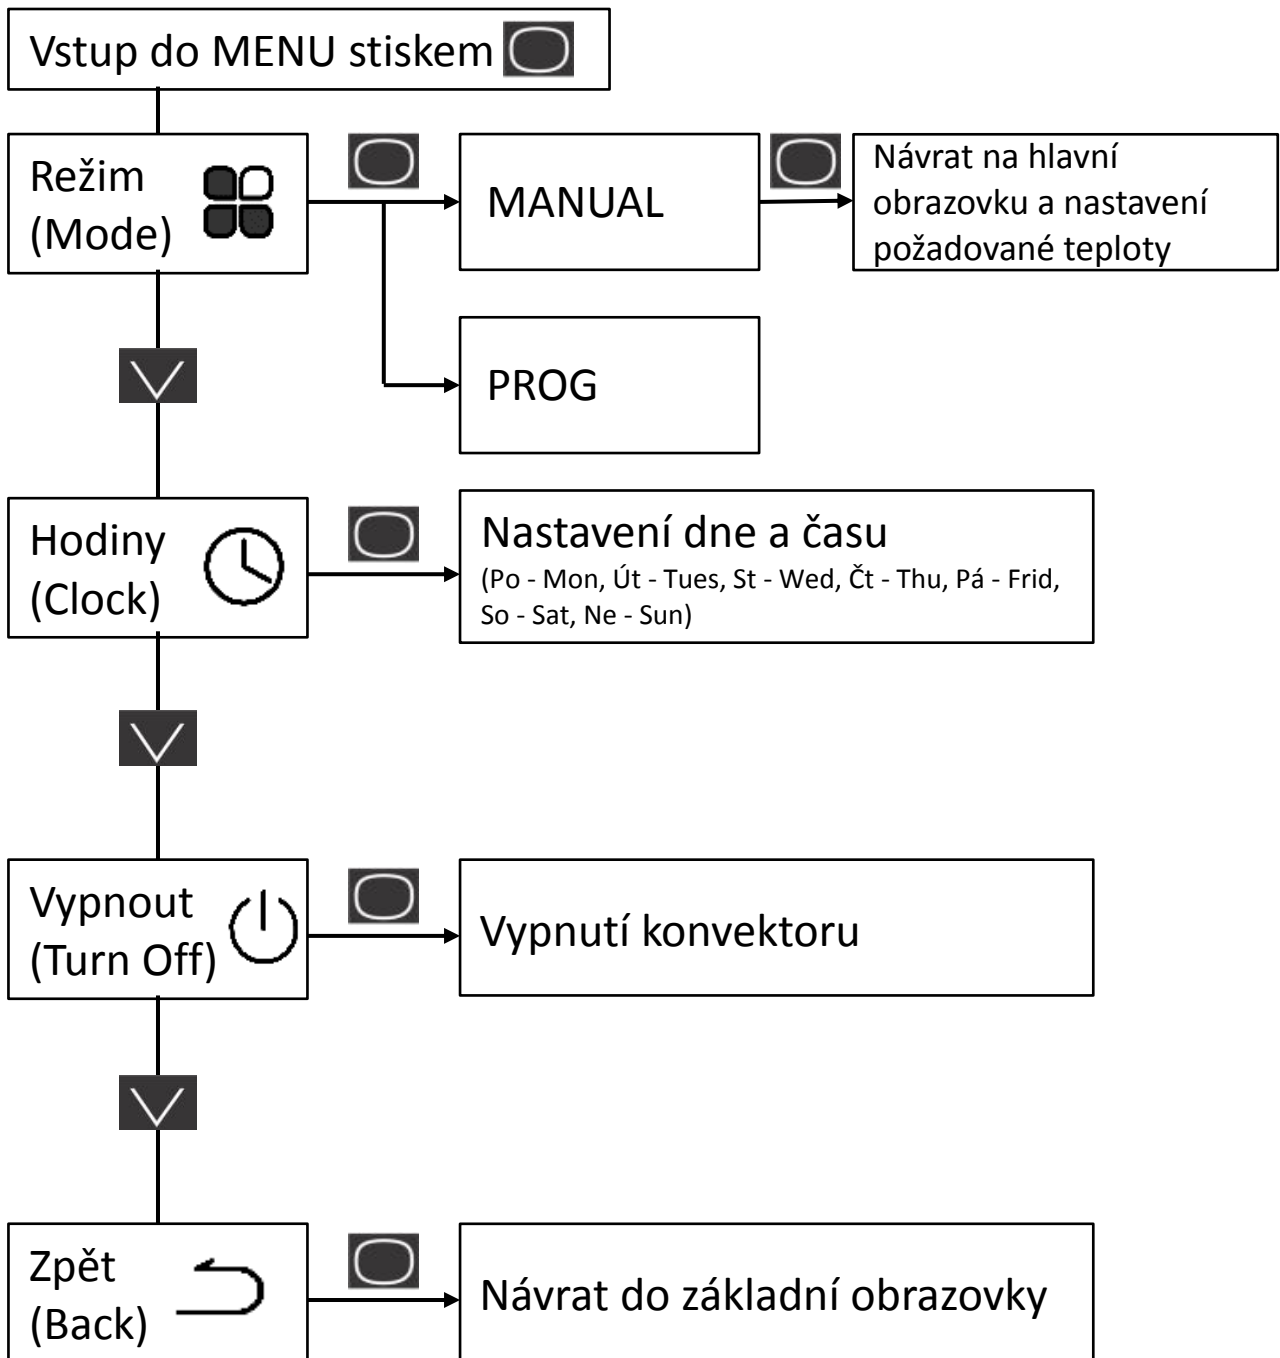 Vstup do MENU stiskem
Režim
(Mode)
MANUAL
Návrat na hlavní
obrazovku a nastavení
požadované teploty
PROG
Hodiny
(Clock)
Nastavení dne a času
(Po - Mon, Út - Tues, St - Wed, Čt - Thu, Pá - Frid,
So - Sat, Ne - Sun)
Vypnout
(Turn Off)
Vypnutí konvektoru
Zpět
(Back)
Návrat do základní obrazovky